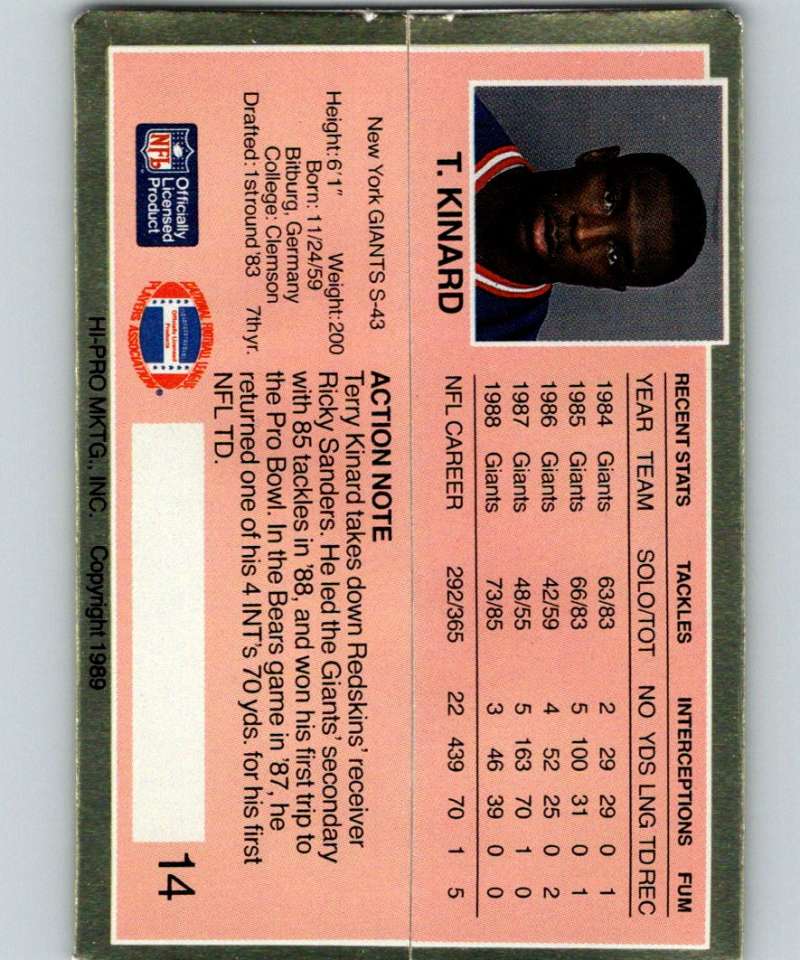 T. KINARD
New York GIANTS S-43
Height: 6'1" Weight: 200
Born: 11/24/59
Bitburg, Germany
College: Clemson
Drafted: 1st round '83 7th yr.
Officially
Licensed
Product
NFL
NATIONAL FOOTBALL LEAGUE
PLAYERS ASSOCIATION
Officially Licensed
Products
RECENT STATS TACKLES INTERCEPTIONS FUM
YEAR TEAM SOLO/TOT NO YDS LNG TD REC
1984 Giants 63/83 2 29 29 0 1
1985 Giants 66/83 5 100 31 0 1
1986 Giants 42/59 4 52 25 0 2
1987 Giants 48/55 5 163 70 1 0
1988 Giants 73/85 3 46 39 0 0
NFL CAREER 292/365 22 439 70 1 5
ACTION NOTE
Terry Kinard takes down Redskins' receiver
Ricky Sanders. He led the Giants' secondary
with 85 tackles in '88, and won his first trip to
the Pro Bowl. In the Bears game in '87, he
returned one of his 4 INT's 70 yds. for his first
NFL TD.
14
HI-PRO MKTG., INC. Copyright 1989